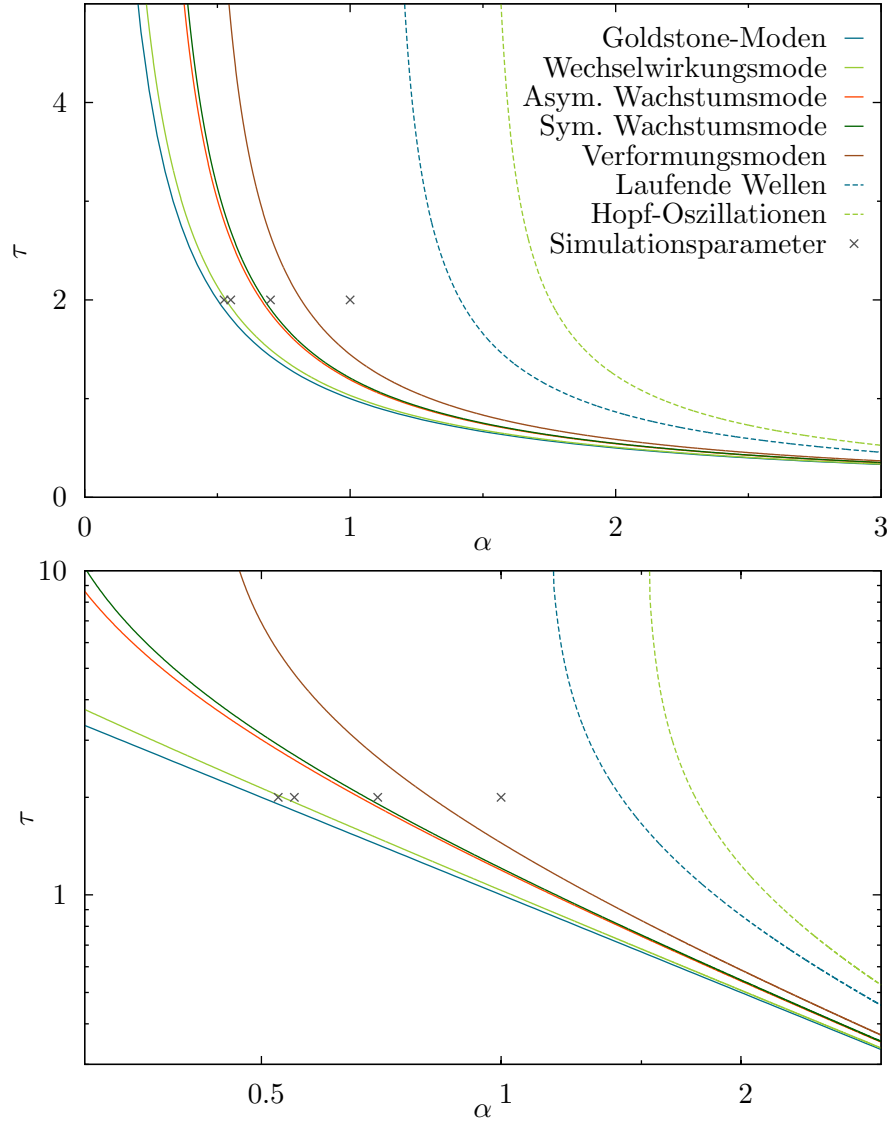 4
2
0
τ
Goldstone-Moden
Wechselwirkungsmode
Asym. Wachstumsmode
Sym. Wachstumsmode
Verformungsmoden
Laufende Wellen
Hopf-Oszillationen
Simulationsparameter
0 1 2 3
α
10
1
τ
0.5 1 2
α